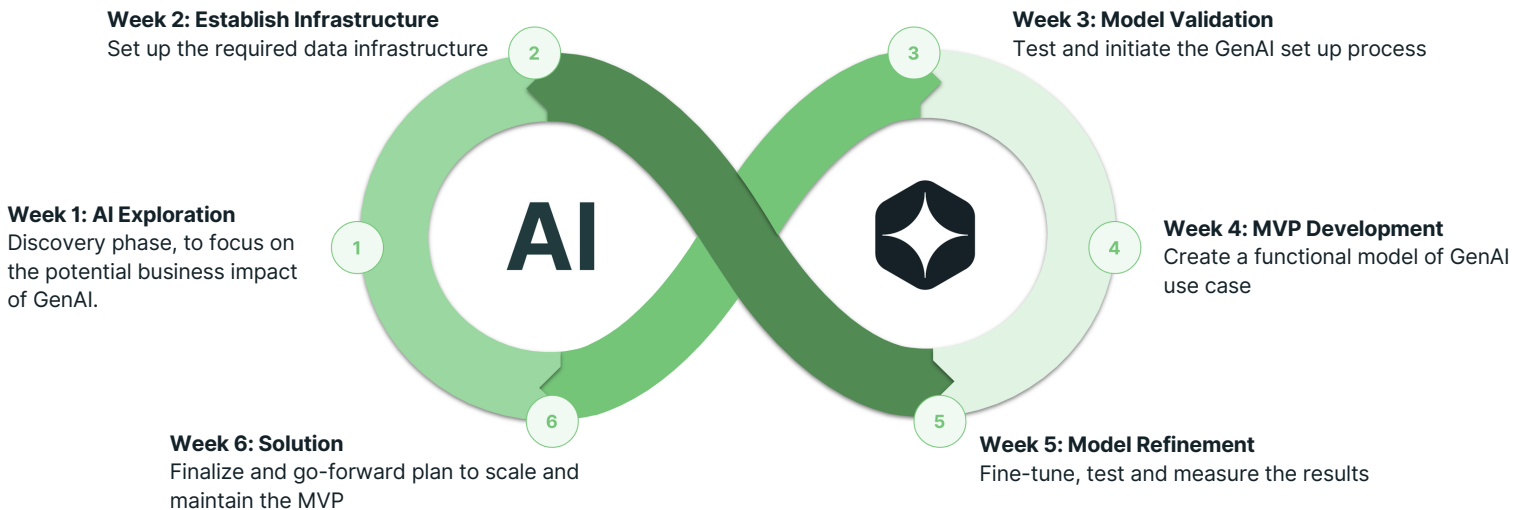 Week 2: Establish Infrastructure
Set up the required data infrastructure
2
3
Week 3: Model Validation
Test and initiate the GenAI set up process
Week 1: AI Exploration
Discovery phase, to focus on
the potential business impact
of GenAI.
1
AI
4
Week 4: MVP Development
Create a functional model of GenAI
use case
6
Week 6: Solution
Finalize and go-forward plan to scale and
maintain the MVP
5
Week 5: Model Refinement
Fine-tune, test and measure the results